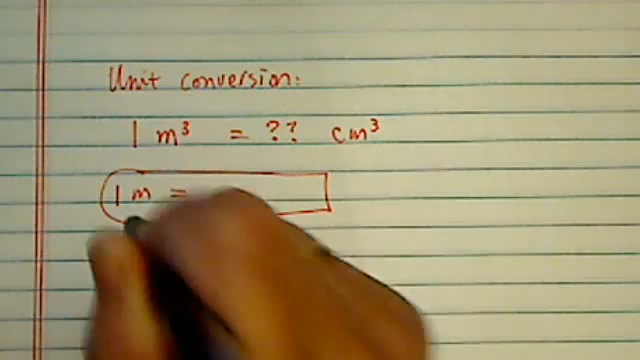 Unit conversion:
1 m³ = ?? cm³
1 m =